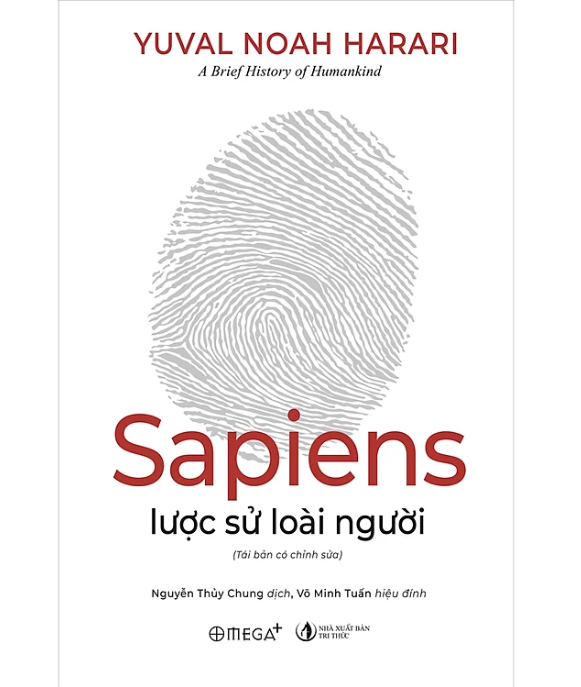 YUVAL NOAH HARARI
A Brief History of Humankind
Sapiens
lược sử loài người
(Tái bản có chỉnh sửa)
Nguyễn Thủy Chung dịch, Võ Minh Tuấn hiệu đính
OMEGA+
NHÀ XUẤT BẢN
TRI THỨC